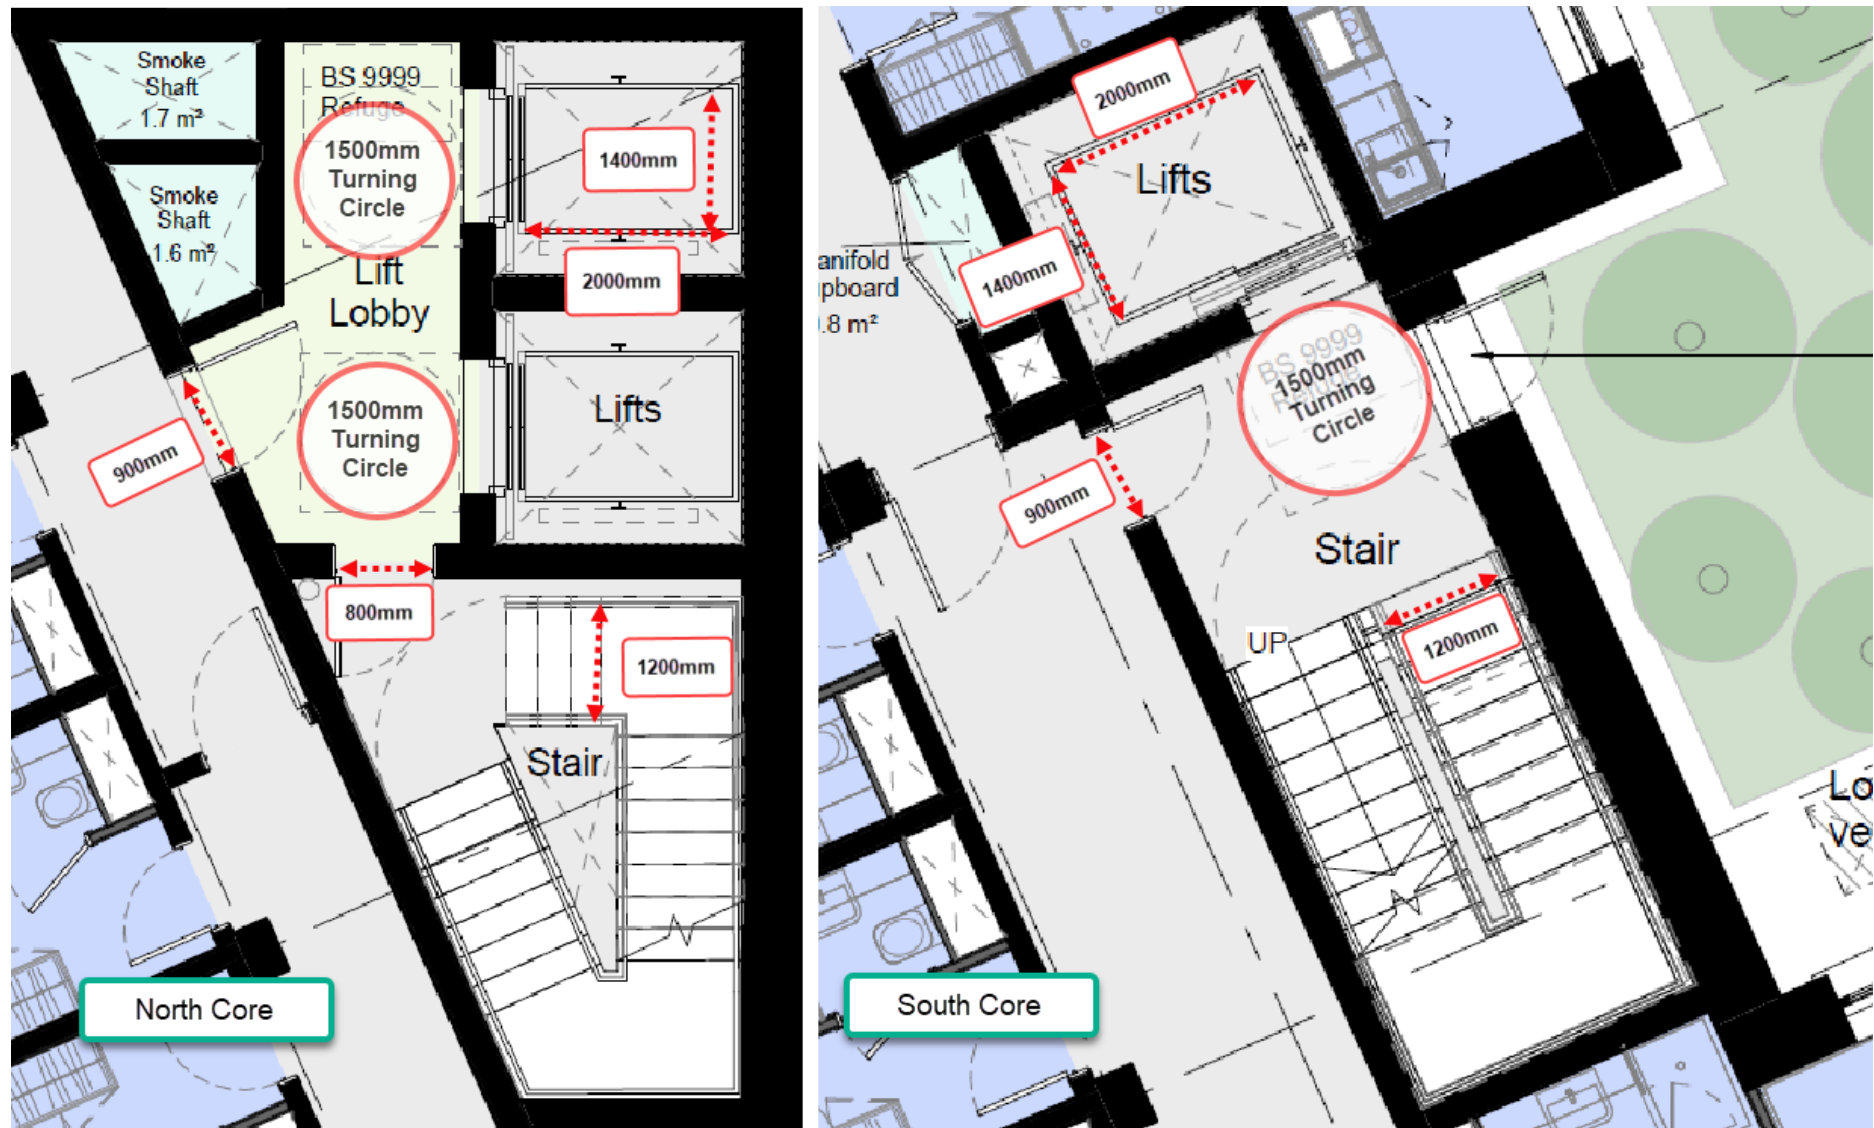 Smoke
Shaft
1.7 m²
Smoke
Shaft
1.6 m²
BS 9999
Refuge
1500mm
Turning
Circle
Lift
Lobby
1500mm
Turning
Circle
1400mm
2000mm
Lifts
900mm
800mm
1200mm
Stair
North Core
2000mm
Lifts
1400mm
anifold
pboard
.8 m²
BS 9999
Refuge
1500mm
Turning
Circle
900mm
Stair
UP
1200mm
Lo
ve
South Core